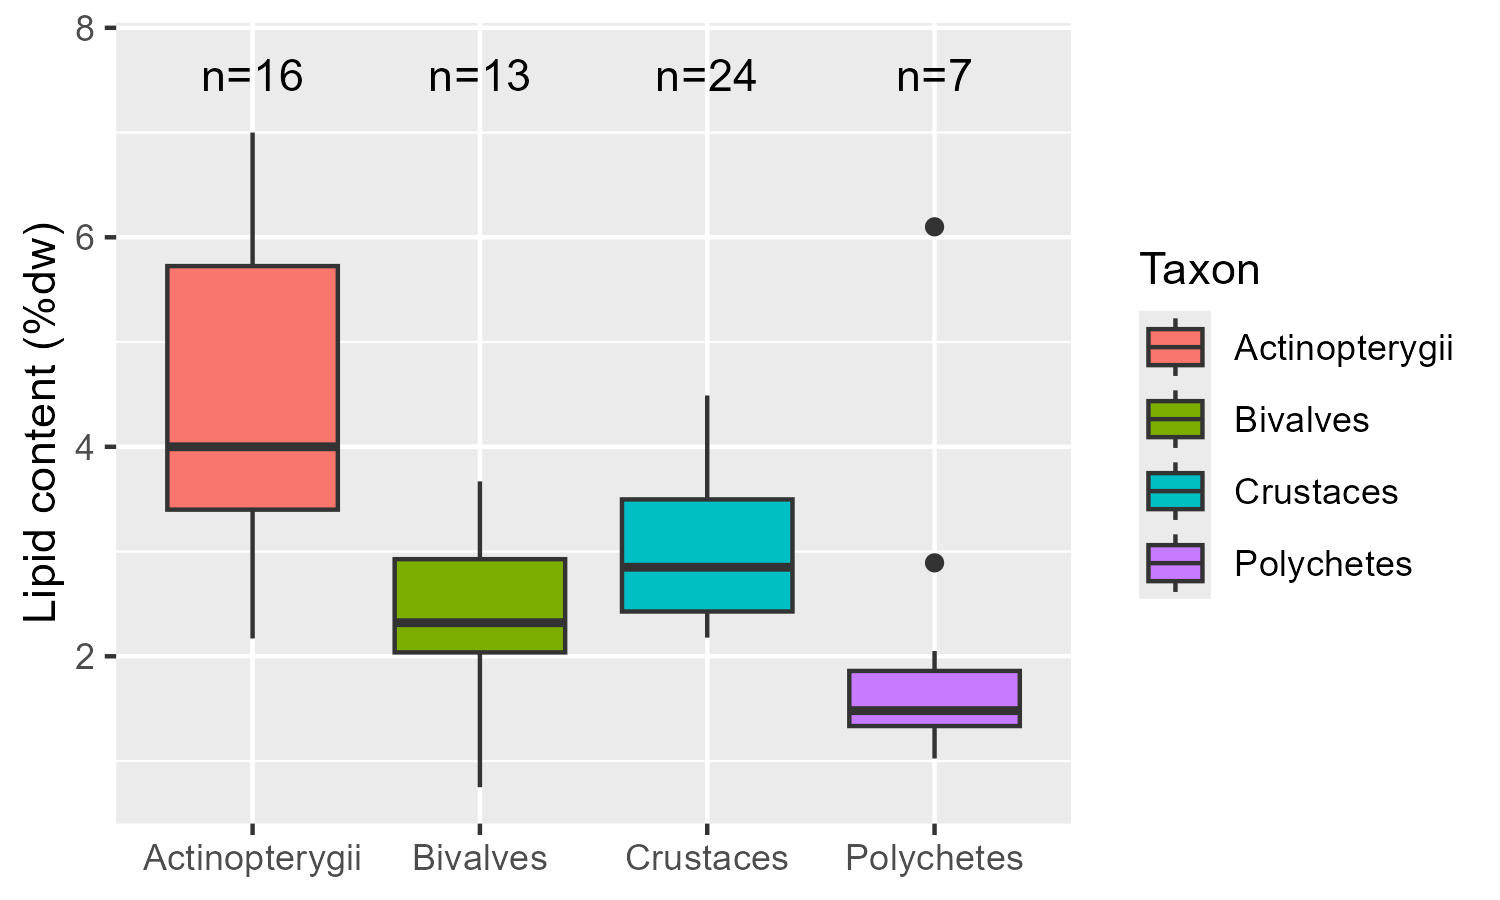 8
n=16 n=13 n=24 n=7
6
4
2
Lipid content (%dw)
Actinopterygii Bivalves Crustaces Polychetes
Taxon
Actinopterygii
Bivalves
Crustaces
Polychetes